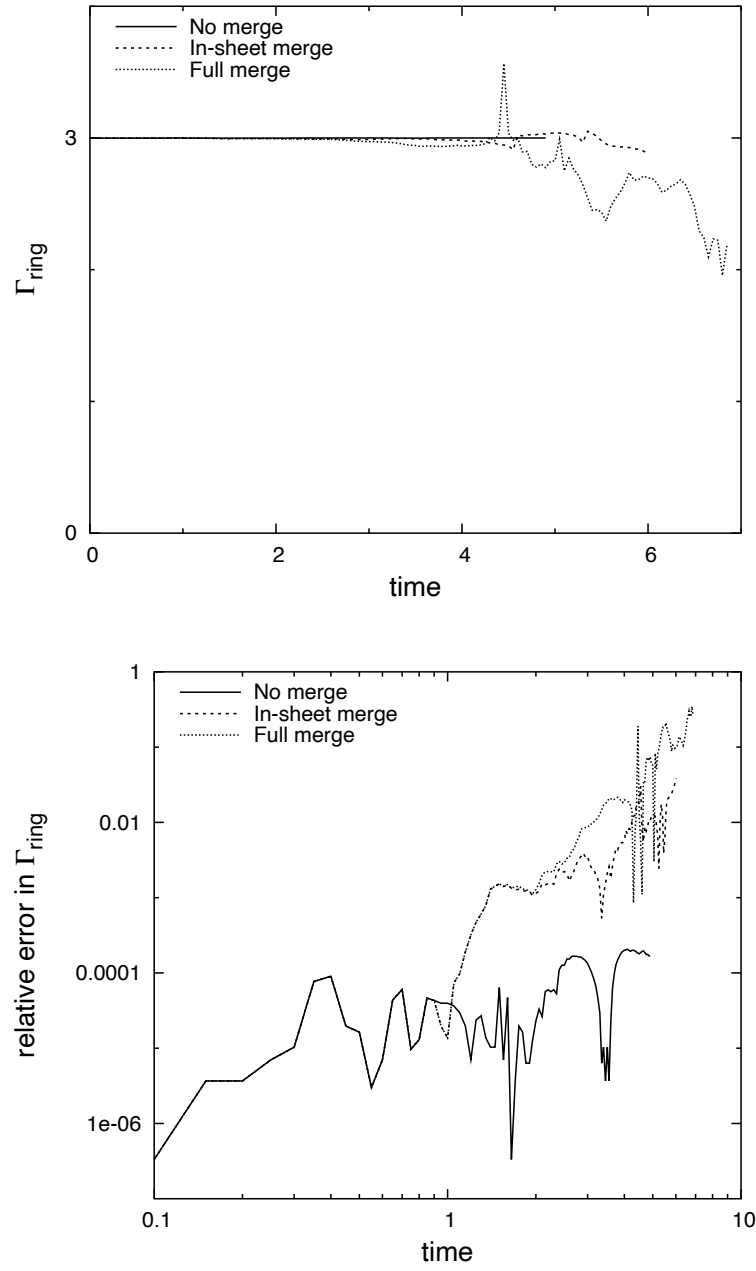 No merge
In-sheet merge
Full merge
3
0
Γring
0
2
4
6
time
No merge
In-sheet merge
Full merge
1
0.01
0.0001
1e-06
relative error in Γring
0.1
1
10
time